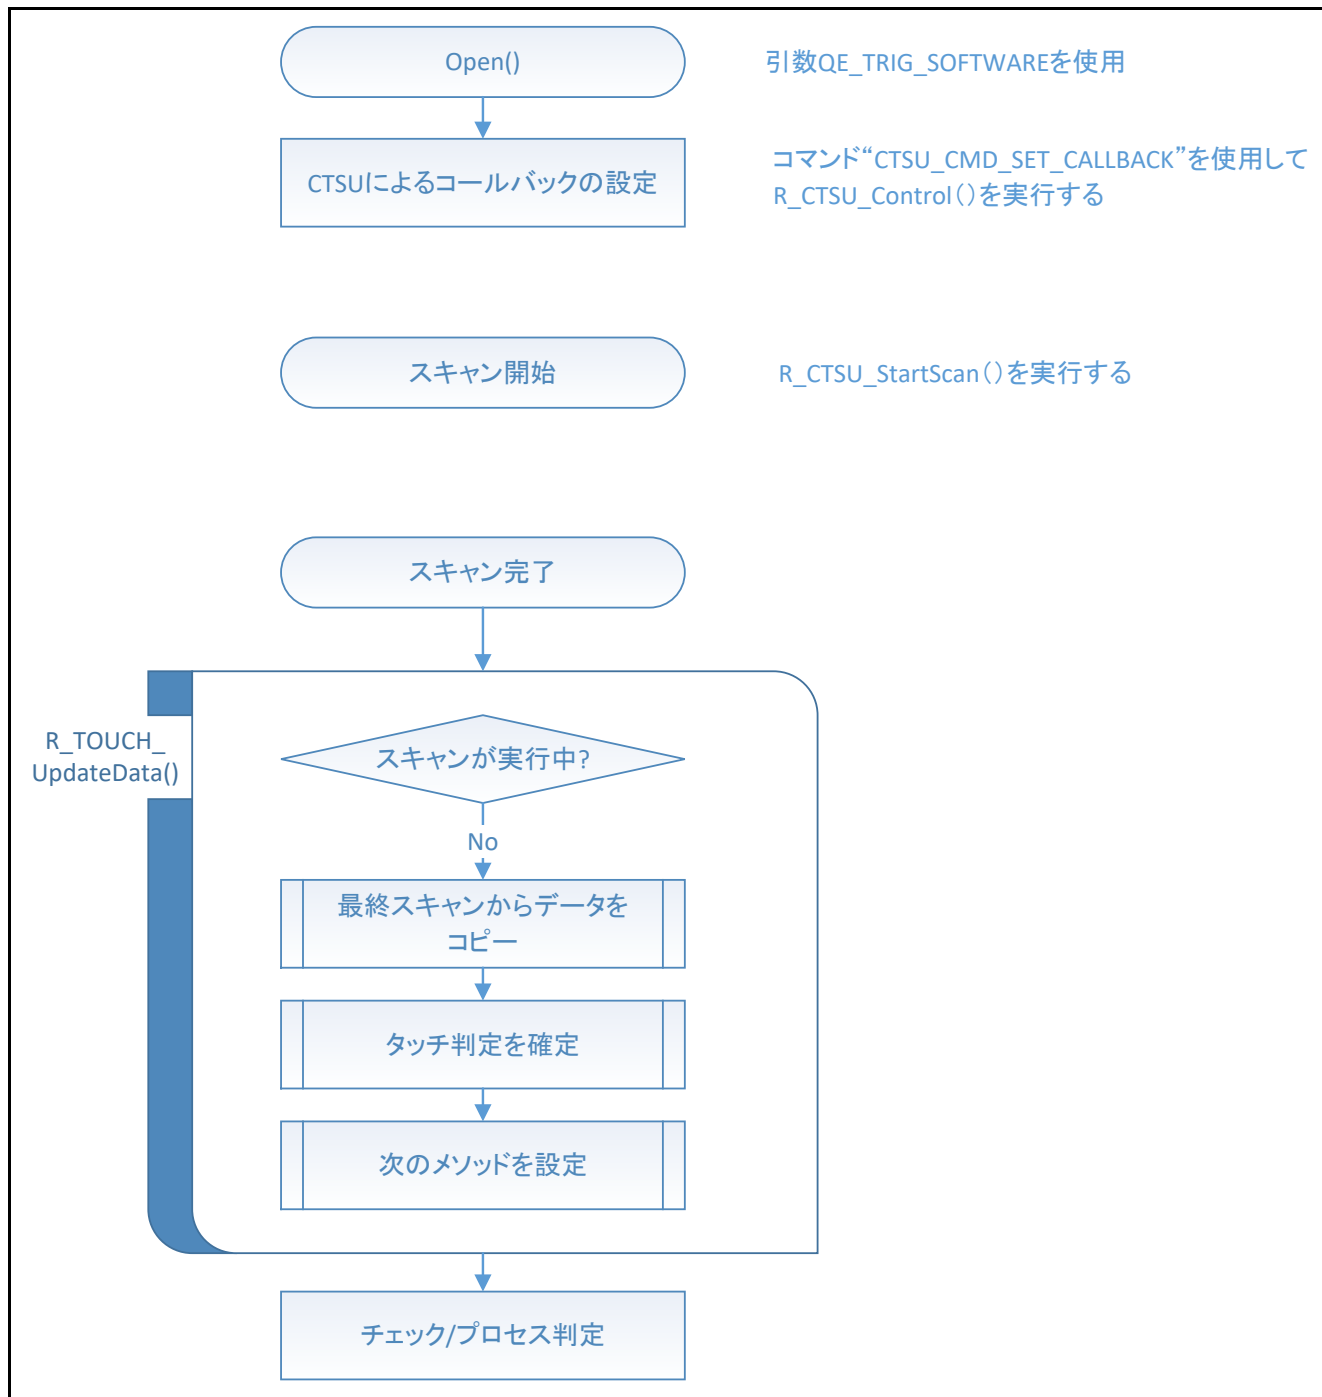 Open()
引数QE_TRIG_SOFTWAREを使用
CTSUによるコールバックの設定
コマンド“CTSU_CMD_SET_CALLBACK”を使用して
R_CTSU_Control()を実行する
スキャン開始
R_CTSU_StartScan()を実行する
スキャン完了
R_TOUCH_
UpdateData()
スキャンが実行中?
No
最終スキャンからデータを
コピー
タッチ判定を確定
次のメソッドを設定
チェック/プロセス判定